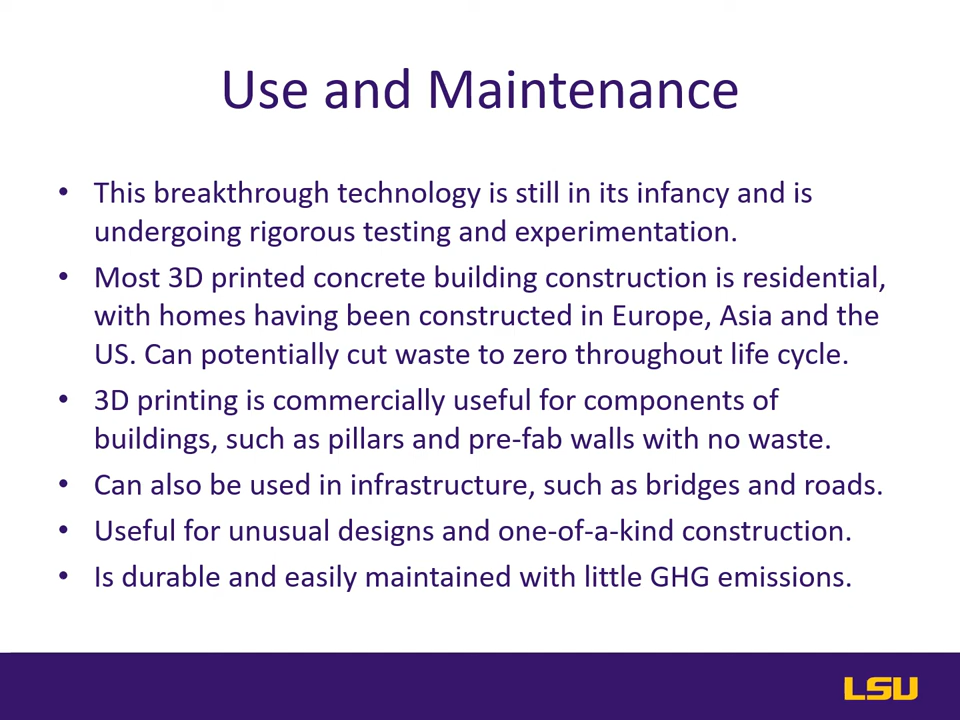 Use and Maintenance
• This breakthrough technology is still in its infancy and is
undergoing rigorous testing and experimentation.
• Most 3D printed concrete building construction is residential,
with homes having been constructed in Europe, Asia and the
US. Can potentially cut waste to zero throughout life cycle.
• 3D printing is commercially useful for components of
buildings, such as pillars and pre-fab walls with no waste.
• Can also be used in infrastructure, such as bridges and roads.
• Useful for unusual designs and one-of-a-kind construction.
• Is durable and easily maintained with little GHG emissions.
LSU